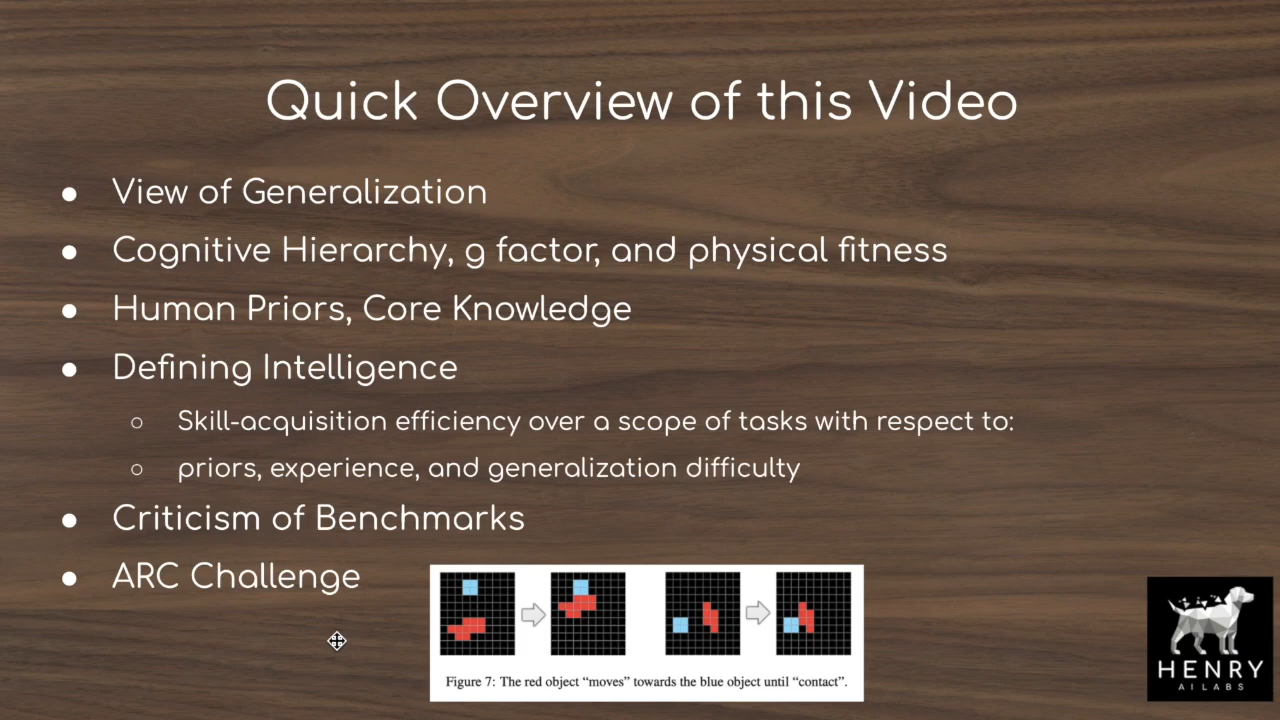 Quick Overview of this Video
View of Generalization
Cognitive Hierarchy, g factor, and physical fitness
Human Priors, Core Knowledge
Defining Intelligence
Skill-acquisition efficiency over a scope of tasks with respect to:
priors, experience, and generalization difficulty
Criticism of Benchmarks
ARC Challenge
Figure 7: The red object “moves” towards the blue object until “contact”.
HENRY
AI LABS